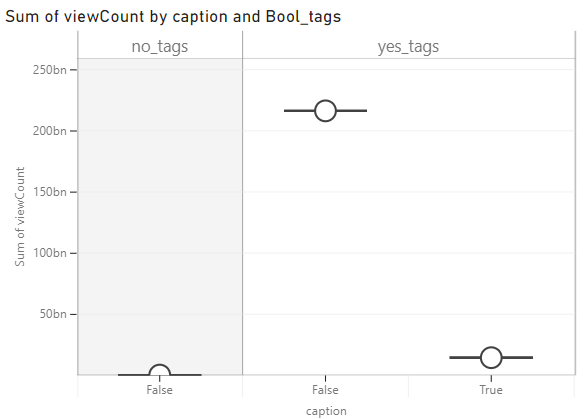 Sum of viewCount by caption and Bool_tags
no_tags yes_tags
250bn
200bn
150bn
100bn
50bn
Sum of viewCount
False False True
caption